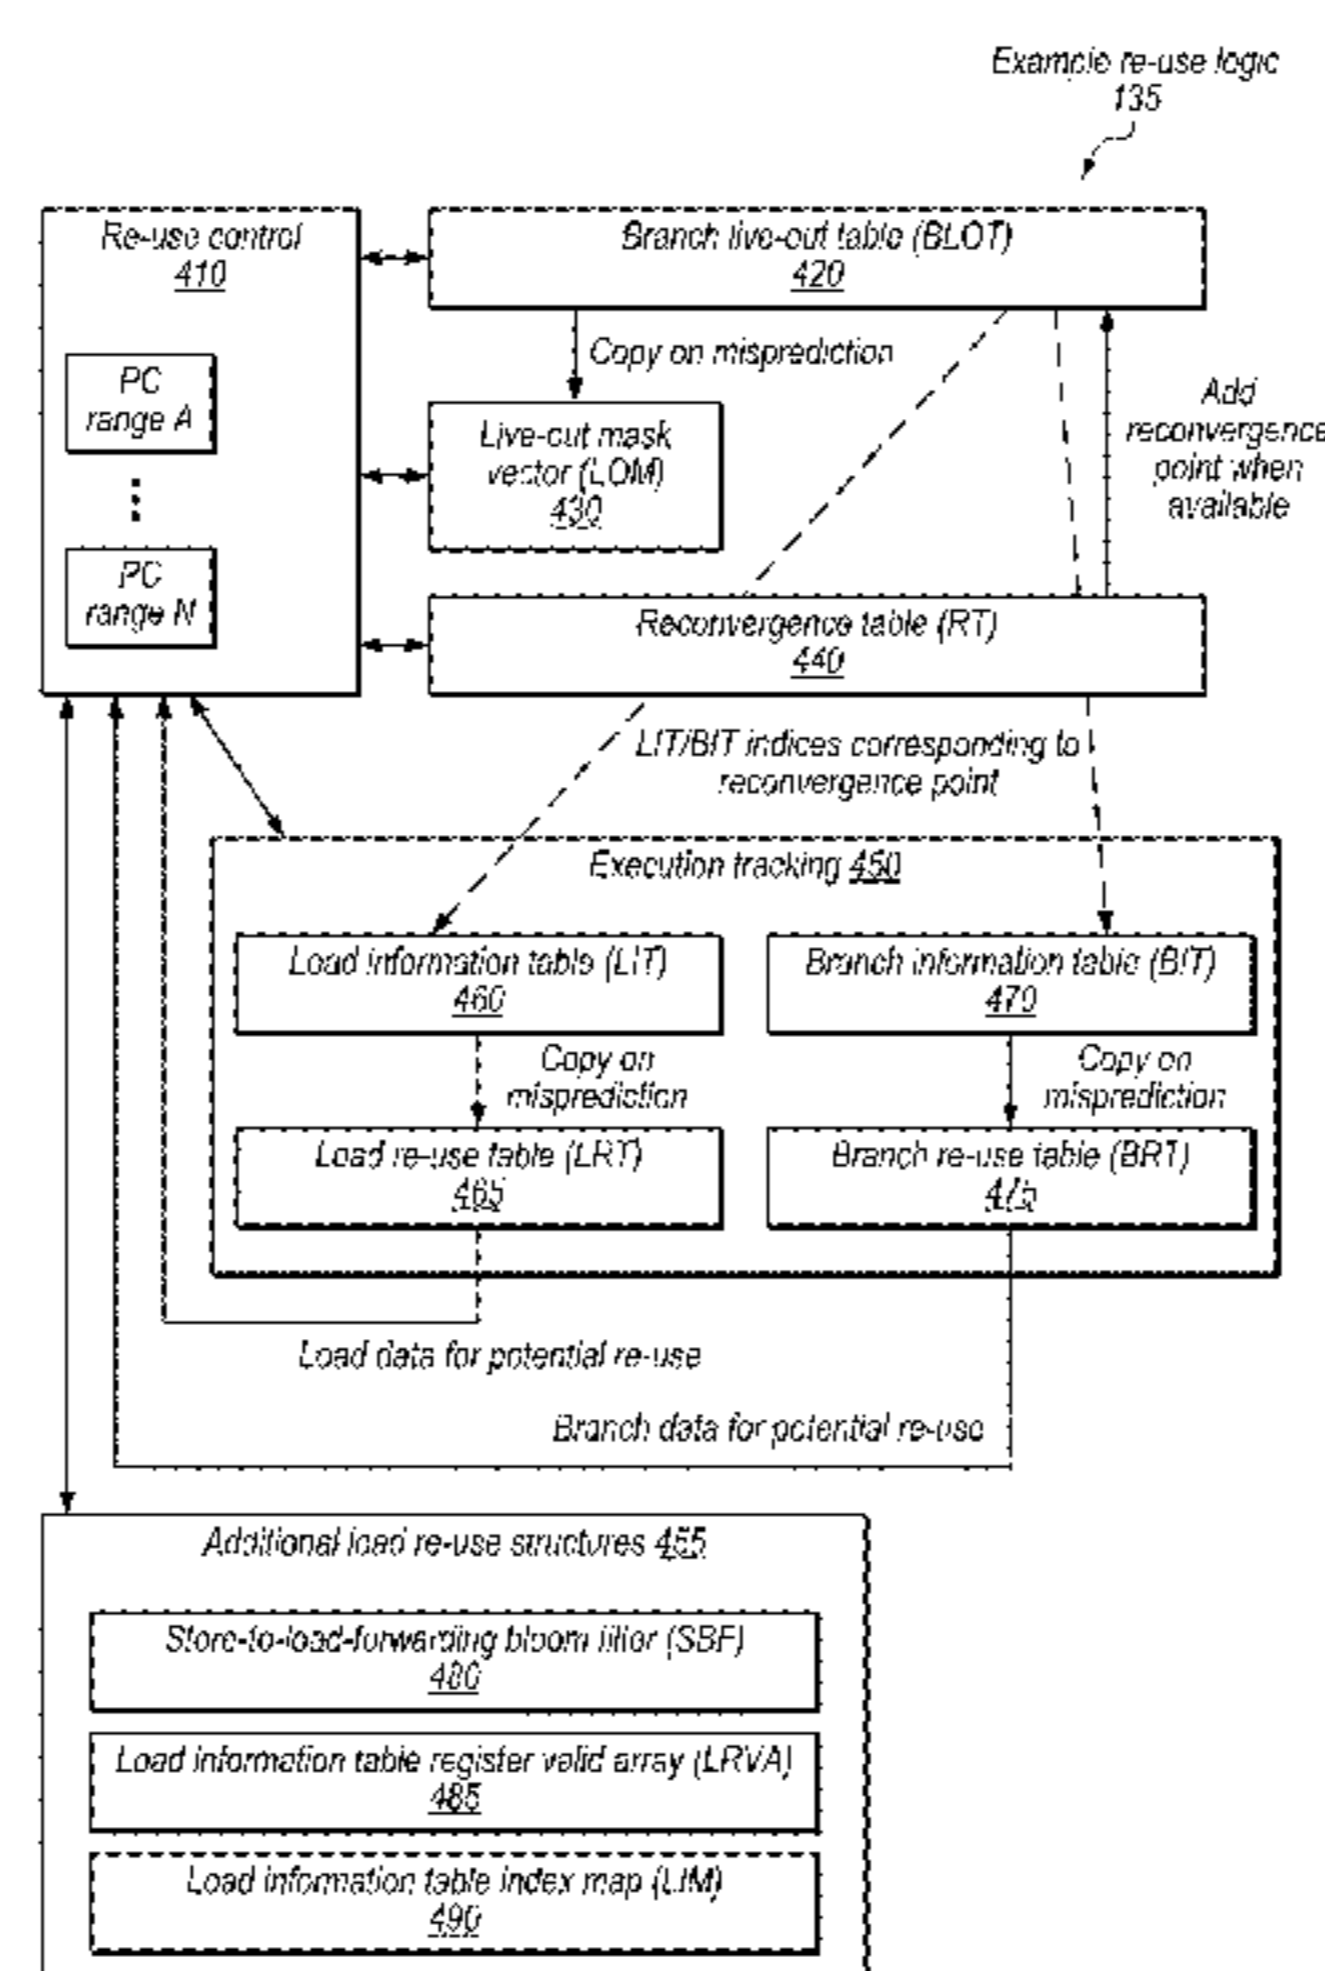 Example re-use logic
135
Re-use control
410
PC
range A
PC
range N
Branch live-out table (BLOT)
420
Copy on misprediction
Live-out mask
vector (LOM)
430
Add
reconvergence
point when
available
Reconvergence table (RT)
440
LIT/BIT indices corresponding to
reconvergence point
Execution tracking 450
Load information table (LIT)
460
Branch information table (BIT)
470
Copy on
misprediction
Copy on
misprediction
Load re-use table (LRT)
465
Branch re-use table (BRT)
475
Load data for potential re-use
Branch data for potential re-use
Additional load re-use structures 455
Store-to-load-forwarding bloom filter (SBF)
480
Load information table register valid array (LRVA)
485
Load information table index map (LIM)
490